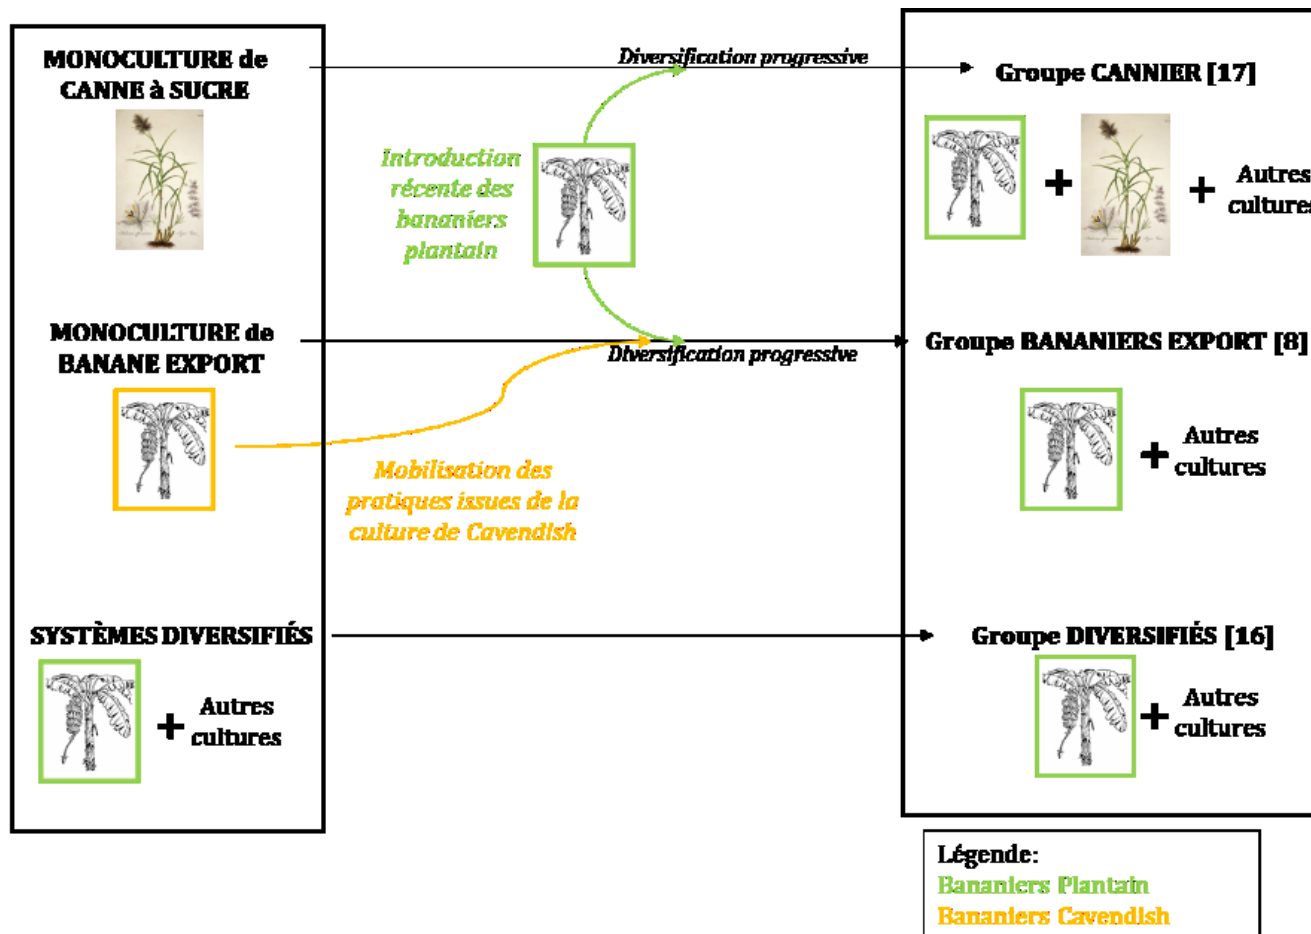 MONOCULTURE de
CANNE à SUCRE
Diversification progressive
Groupe CANNIER [17]
Introduction
récente des
bananiers
plantain
+
+
Autres
cultures
MONOCULTURE de
BANANE EXPORT
Diversification progressive
Groupe BANANIERS EXPORT [8]
Mobilisation des
pratiques issues de la
culture de Cavendish
+
Autres
cultures
SYSTÈMES DIVERSIFIÉS
+
Autres
cultures
Groupe DIVERSIFIÉS [16]
+
Autres
cultures
Légende:
Bananiers Plantain
Bananiers Cavendish